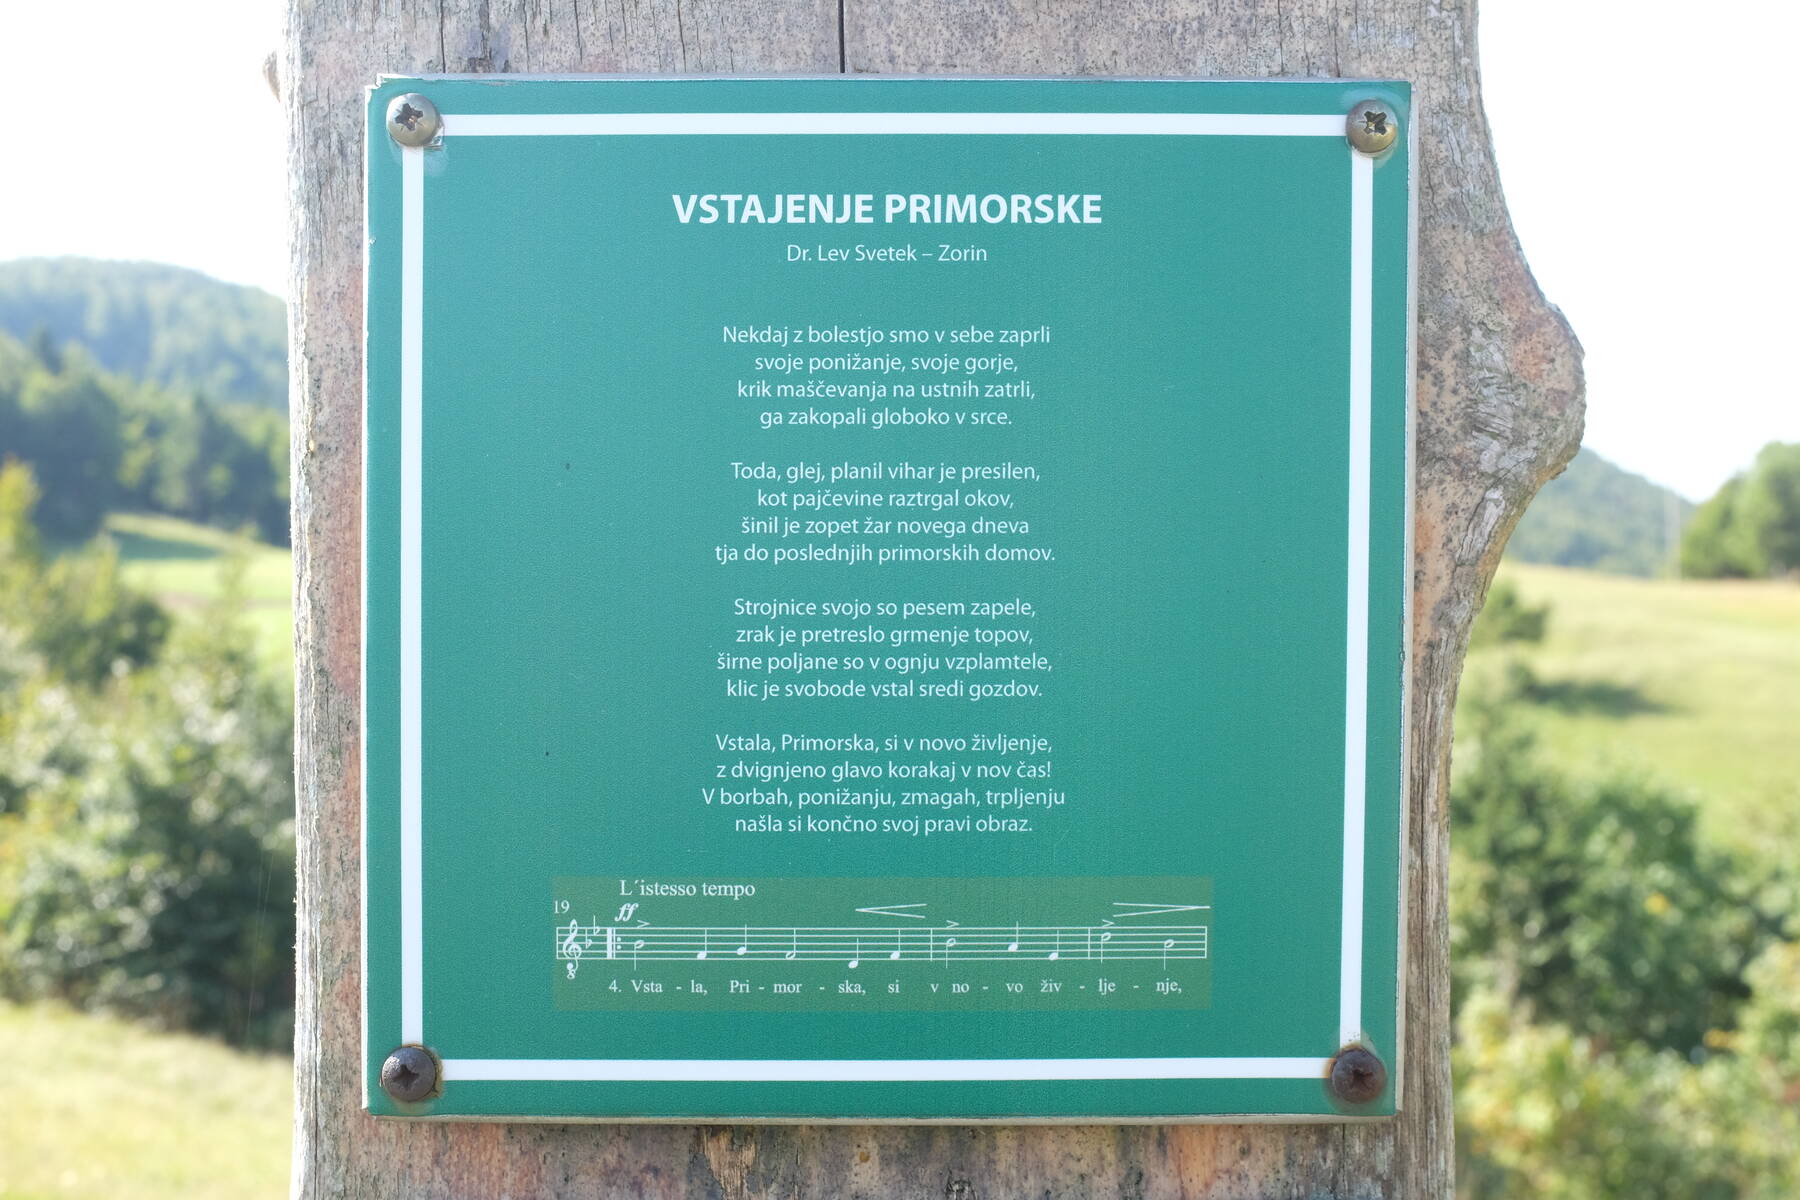 VSTAJENJE PRIMORSKE
Dr. Lev Svetek – Zorin
Nekdaj z bolestjo smo v sebe zaprli
svoje ponižanje, svoje gorje,
krik maščevanja na ustnih zatrli,
ga zakopali globoko v srce.
Toda, glej, planil vihar je presilen,
kot pajčevine raztrgal okov,
šinil je zopet žar novega dneva
tja do poslednjih primorskih domov.
Strojnice svojo so pesem zapele,
zrak je pretreslo grmenje topov,
širne poljane so v ognju vzplamtele,
klic je svobode vstal sredi gozdov.
Vstala, Primorska, si v novo življenje,
z dvignjeno glavo korakaj v nov čas!
V borbah, ponižanju, zmagah, trpljenju
našla si končno svoj pravi obraz.
L´istesso tempo
19
ff
8
4. Vsta - la, Pri - mor - ska, si v no - vo živ - lje - nje,